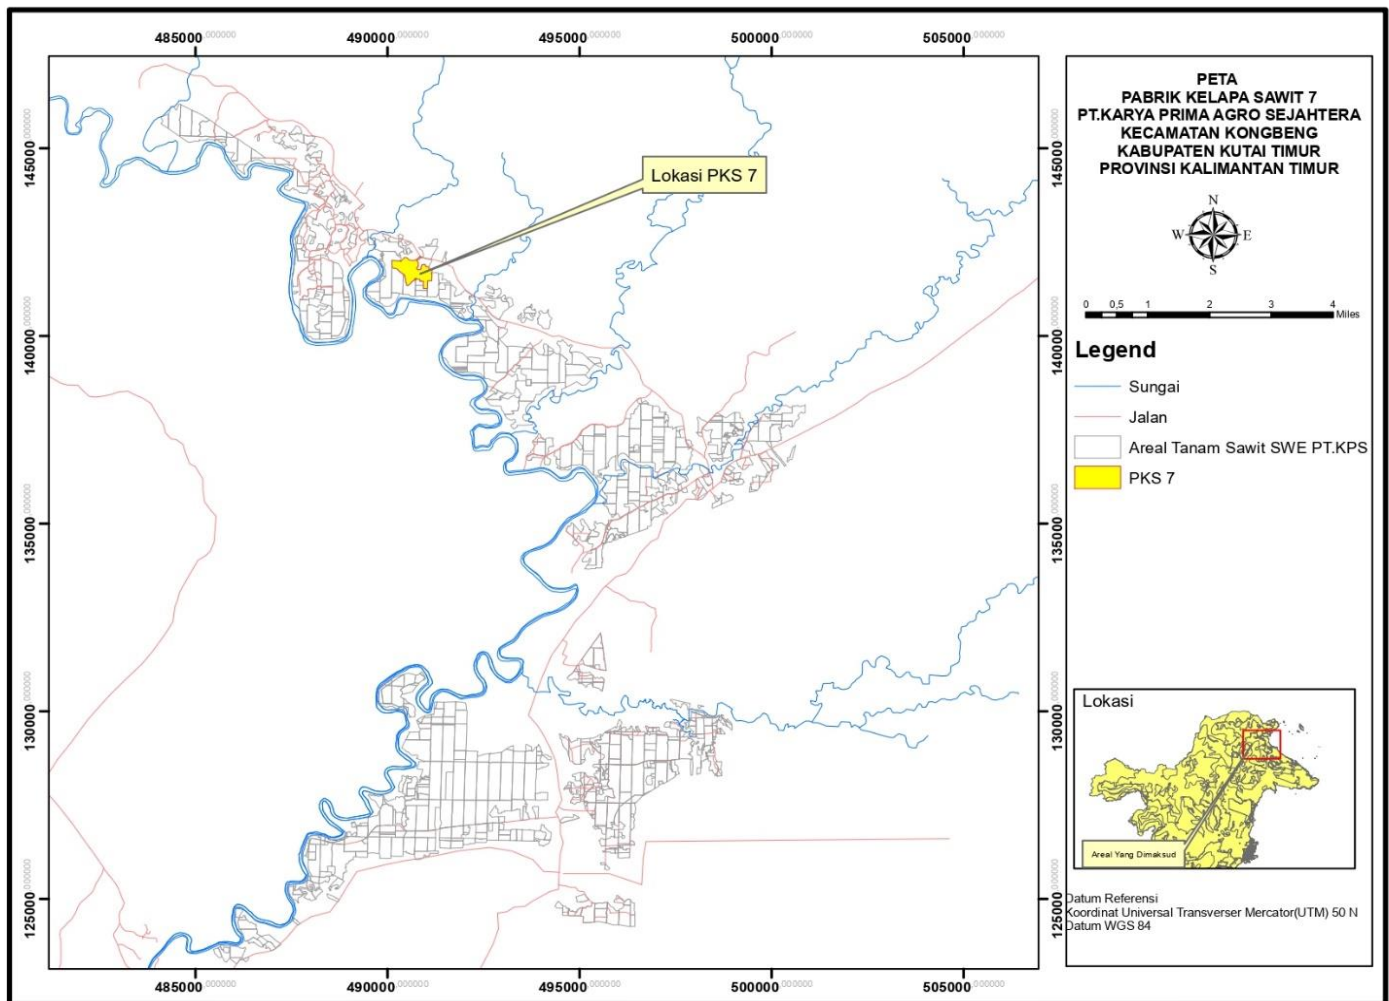 485000,000000
490000,000000
495000,000000
500000,000000
505000,000000
145000,000000
140000,000000
135000,000000
130000,000000
125000,000000
Lokasi PKS 7
145000,000000
140000,000000
135000,000000
130000,000000
125000,000000
485000,000000
490000,000000
495000,000000
500000,000000
505000,000000
PETA
PABRIK KELAPA SAWIT 7
PT.KARYA PRIMA AGRO SEJAHTERA
KECAMATAN KONGBENG
KABUPATEN KUTAI TIMUR
PROVINSI KALIMANTAN TIMUR
N
W E
S
0 0,5 1 2 3 4
Miles
Legend
Sungai
Jalan
Areal Tanam Sawit SWE PT.KPS
PKS 7
Lokasi
Areal Yang Dimaksud
Datum Referensi
Koordinat Universal Transverser Mercator(UTM) 50 N
Datum WGS 84